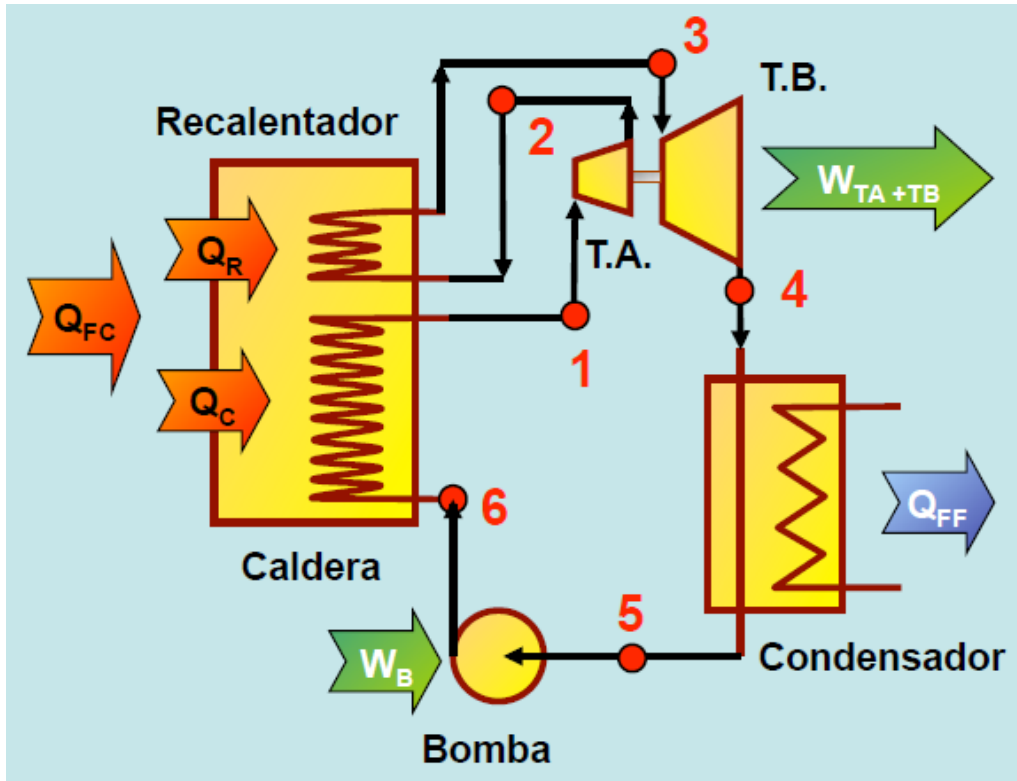 3
T.B.
Recalentador
2
W_TA+TB
Q_R
T.A.
Q_FC
4
1
Q_C
6
Q_FF
Caldera
5
W_B
Condensador
Bomba